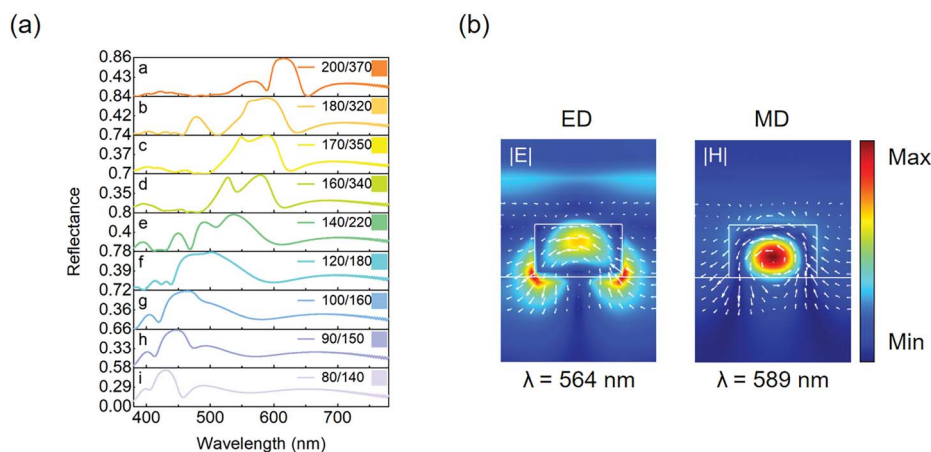 (a)
(b)
0.86
a
200/370
0.43
0.84
b
180/320
0.42
0.74
c
170/350
0.37
0.7
d
160/340
0.35
0.8
e
140/220
0.4
0.78
f
120/180
0.39
0.72
g
100/160
0.36
0.66
h
90/150
0.33
0.58
i
80/140
0.29
0.00
Reflectance
400 500 600 700
Wavelength (nm)
ED
MD
|E|
|H|
Max
Min
λ = 564 nm
λ = 589 nm